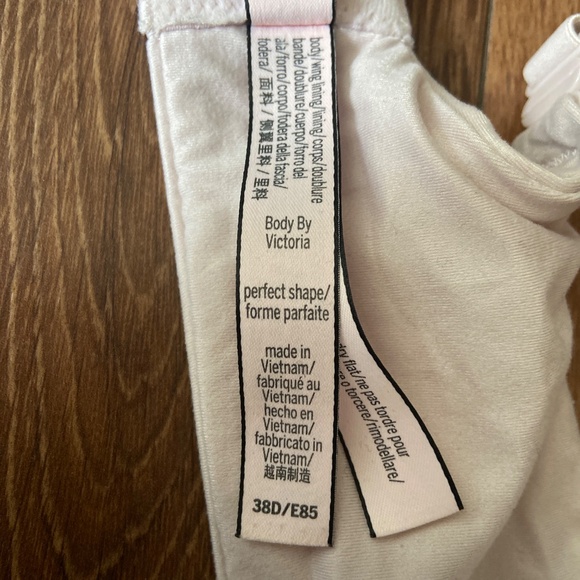 body/wing lining/lining/corps/doublure
bande/doublure/cuerpo/forro del
ala/forro/corpo/fodera della fascia/
fodera/面料/侧翼里料/里料
Body By
Victoria
perfect shape/
forme parfaite
made in
Vietnam/
fabriqué au
Vietnam/
hecho en
Vietnam/
fabbricato in
Vietnam/
越南制造
38D/E85
dry flat/ne pas tordre pour
o torcere/rimodellare/